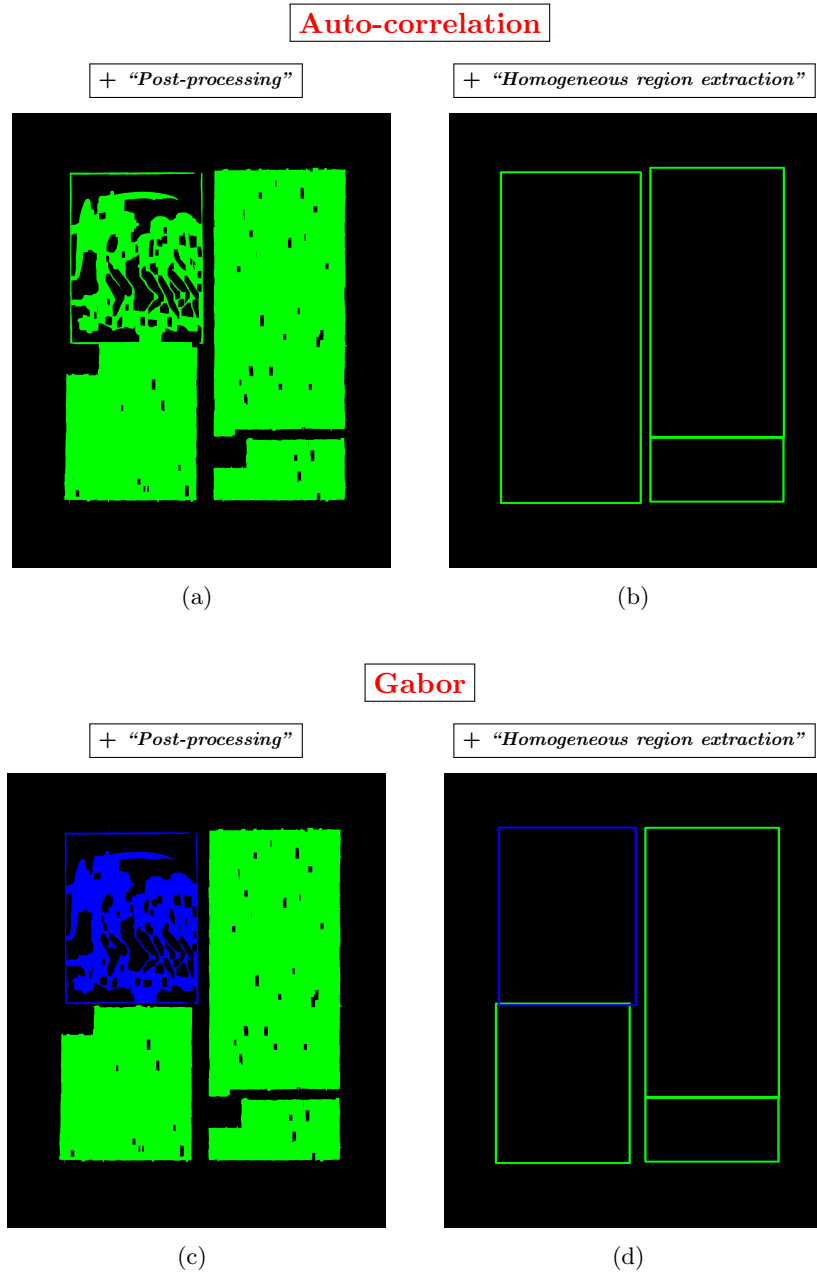 Auto-correlation
+ “Post-processing”
+ “Homogeneous region extraction”
(a)
(b)
Gabor
+ “Post-processing”
+ “Homogeneous region extraction”
(c)
(d)